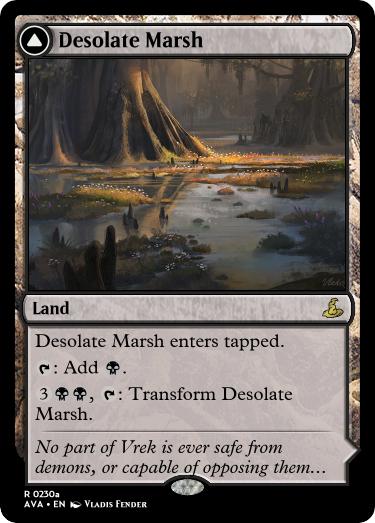 Desolate Marsh
Vladis
Land
Desolate Marsh enters tapped.
: Add .
3 , : Transform Desolate
Marsh.
No part of Vrek is ever safe from
demons, or capable of opposing them…
R 0230a
AVA • EN Vladis Fender